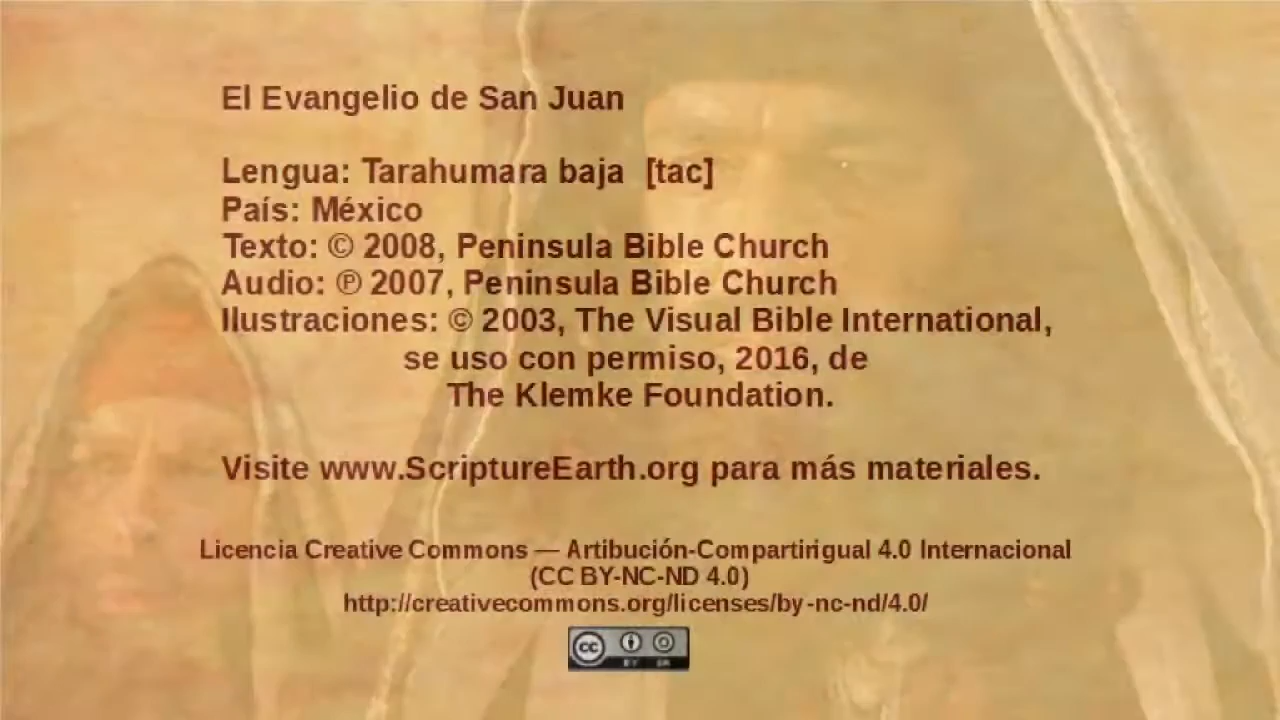 El Evangelio de San Juan
Lengua: Tarahumara baja [tac]
País: México
Texto: © 2008, Peninsula Bible Church
Audio: ℗ 2007, Peninsula Bible Church
Ilustraciones: © 2003, The Visual Bible International,
se uso con permiso, 2016, de
The Klemke Foundation.
Visite www.ScriptureEarth.org para más materiales.
Licencia Creative Commons — Artibución-Compartirigual 4.0 Internacional
(CC BY-NC-ND 4.0)
http://creativecommons.org/licenses/by-nc-nd/4.0/
cc BY SA